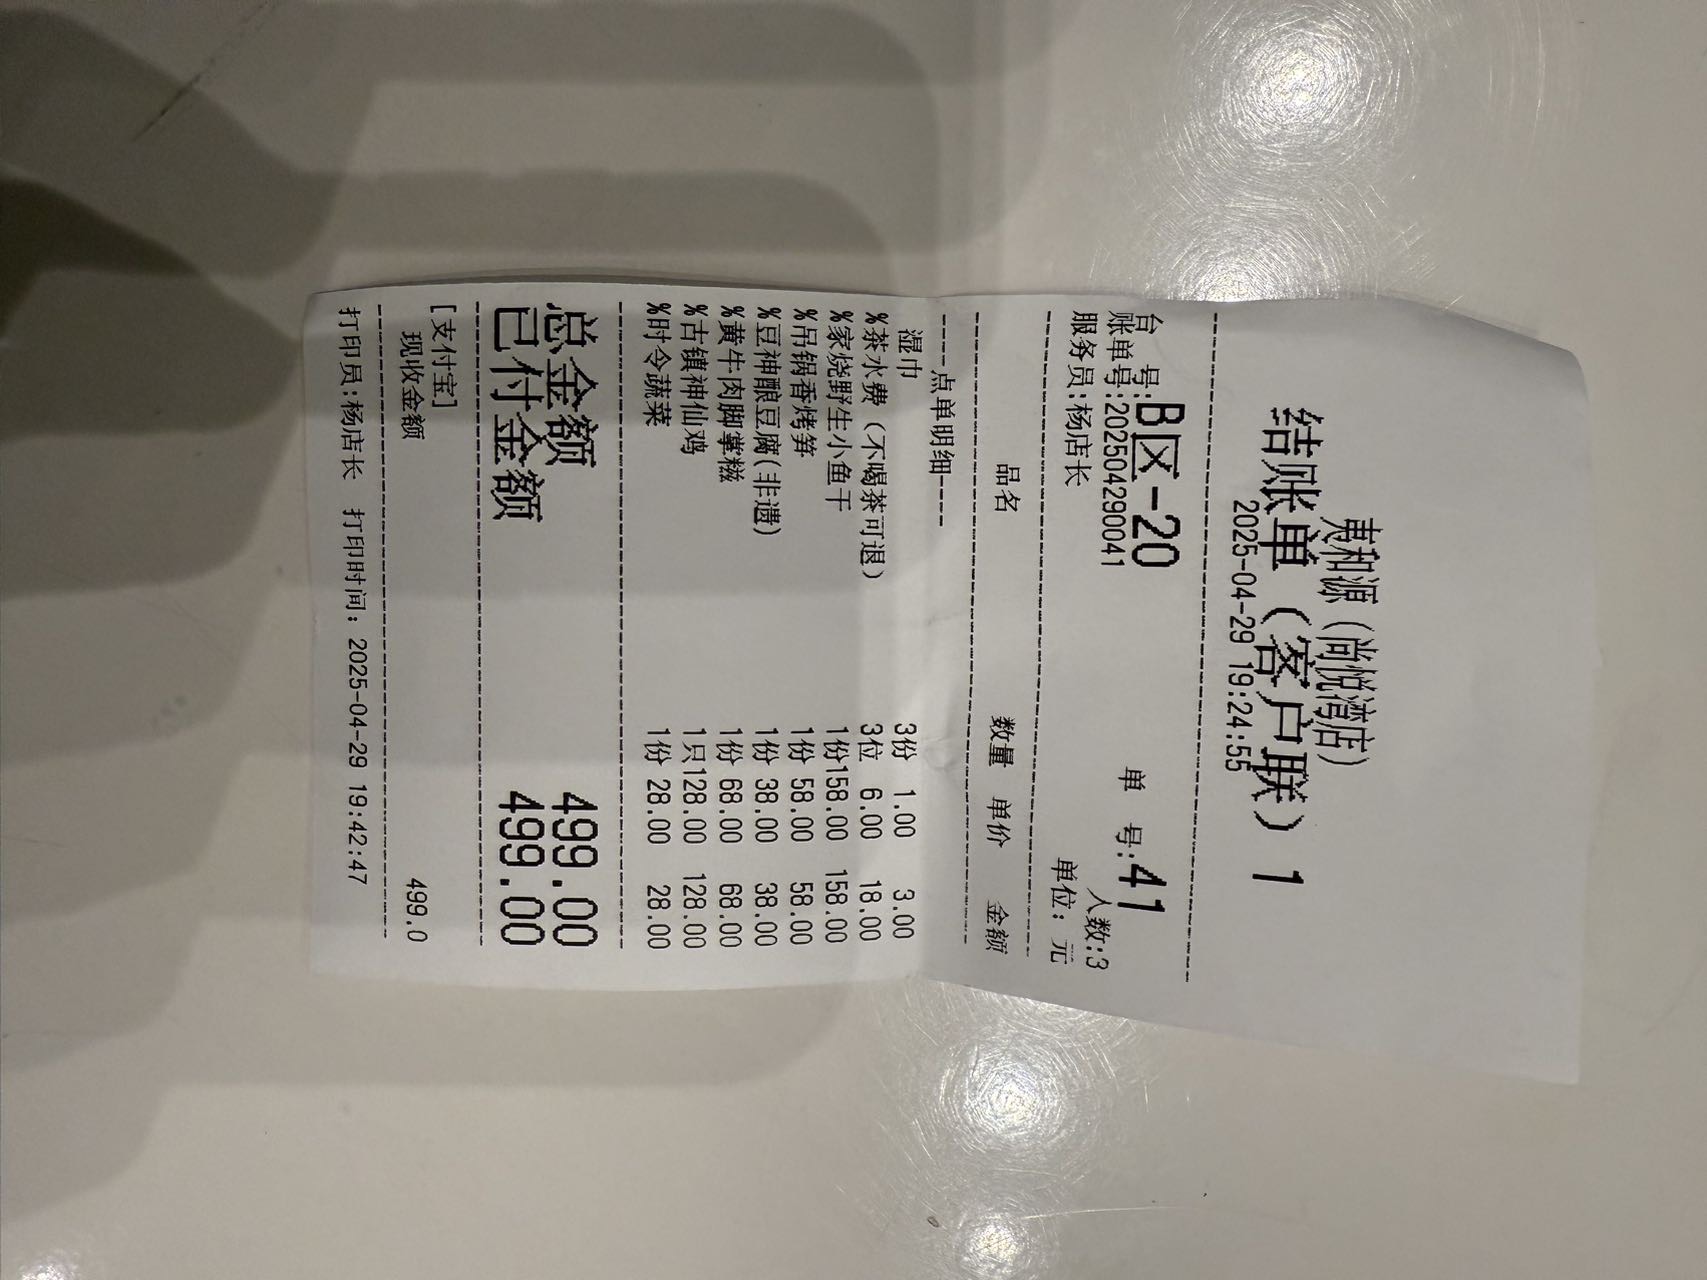 夷和源（尚悦湾店）
结账单（客户联）1
2025-04-29 19:24:55
台 号:B区-20 单 号:41
账单号:202504290041 人数:3
服务员:杨店长 单位：元
品名 数量 单价 金额
----点单明细----
湿巾 3份 1.00 3.00
%茶水费（不喝茶可退） 3位 6.00 18.00
%家烧野生小鱼干 1份158.00 158.00
%吊锅香烤笋 1份 58.00 58.00
%豆神酿豆腐(非遗) 1份 38.00 38.00
%黄牛肉脚掌糍 1份 68.00 68.00
%古镇神仙鸡 1只128.00 128.00
%时令蔬菜 1份 28.00 28.00
总金额 499.00
已付金额 499.00
[支付宝]
现收金额 499.0
打印员:杨店长 打印时间：2025-04-29 19:42:47